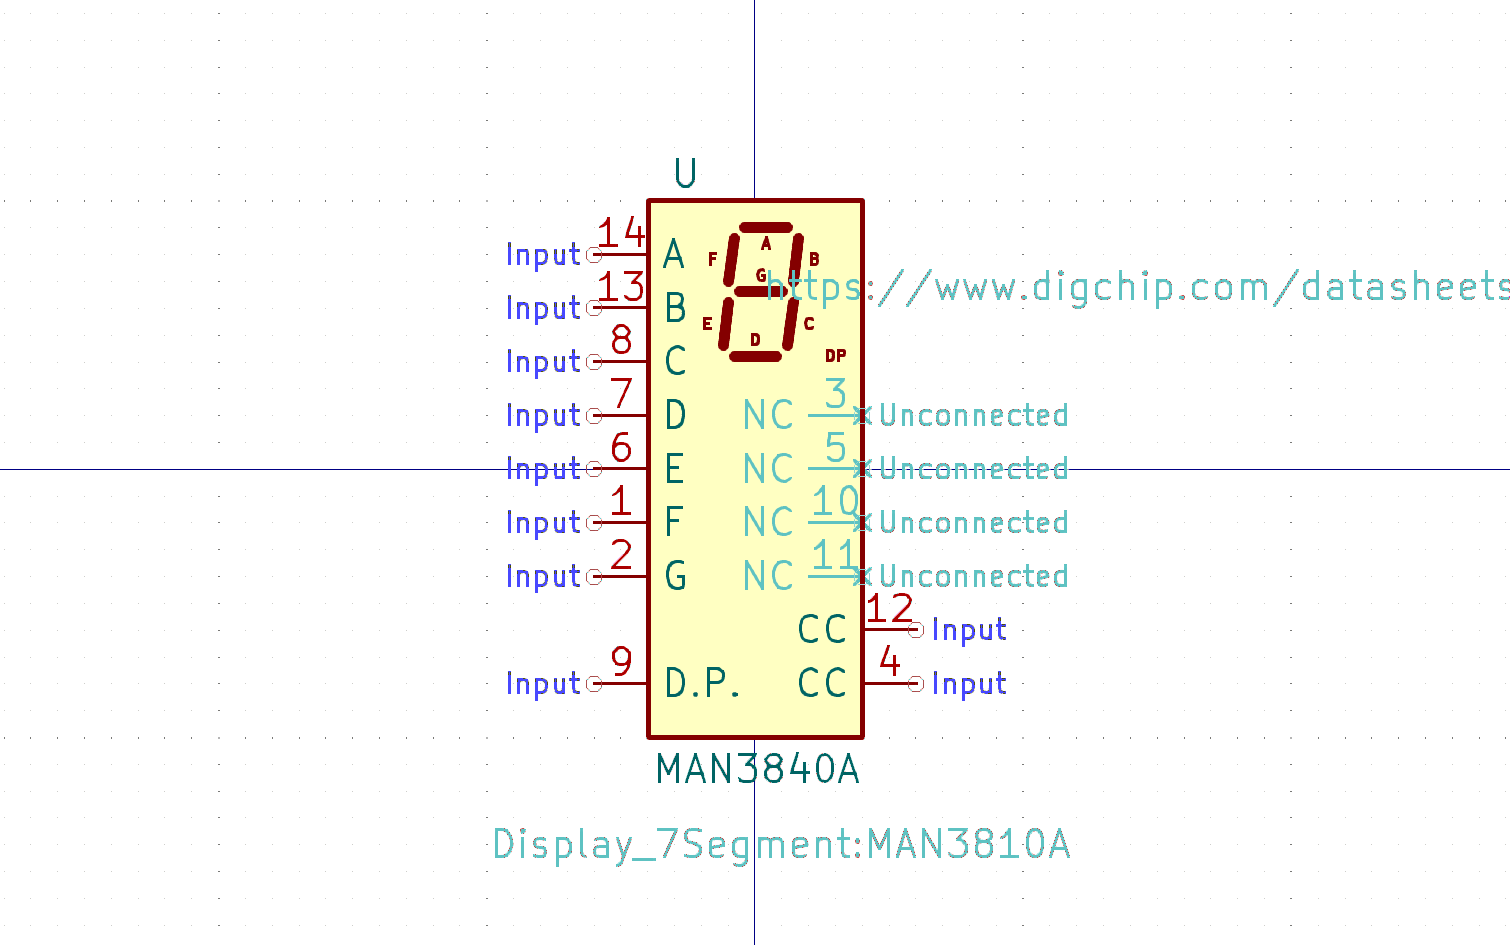 U
Input 14 A
Input 13 B
Input 8 C
Input 7 D
Input 6 E
Input 1 F
Input 2 G
Input 9 D.P.
A
F B
G
E C
D
DP
https://www.digchip.com/datasheets
NC 3 Unconnected
NC 5 Unconnected
NC 10 Unconnected
NC 11 Unconnected
CC 12 Input
CC 4 Input
MAN3840A
Display_7Segment:MAN3810A